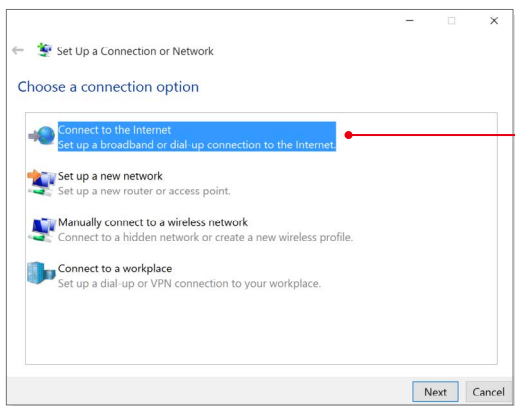 Set Up a Connection or Network
Choose a connection option
Connect to the Internet
Set up a broadband or dial-up connection to the Internet.
Set up a new network
Set up a new router or access point.
Manually connect to a wireless network
Connect to a hidden network or create a new wireless profile.
Connect to a workplace
Set up a dial-up or VPN connection to your workplace.
Next Cancel